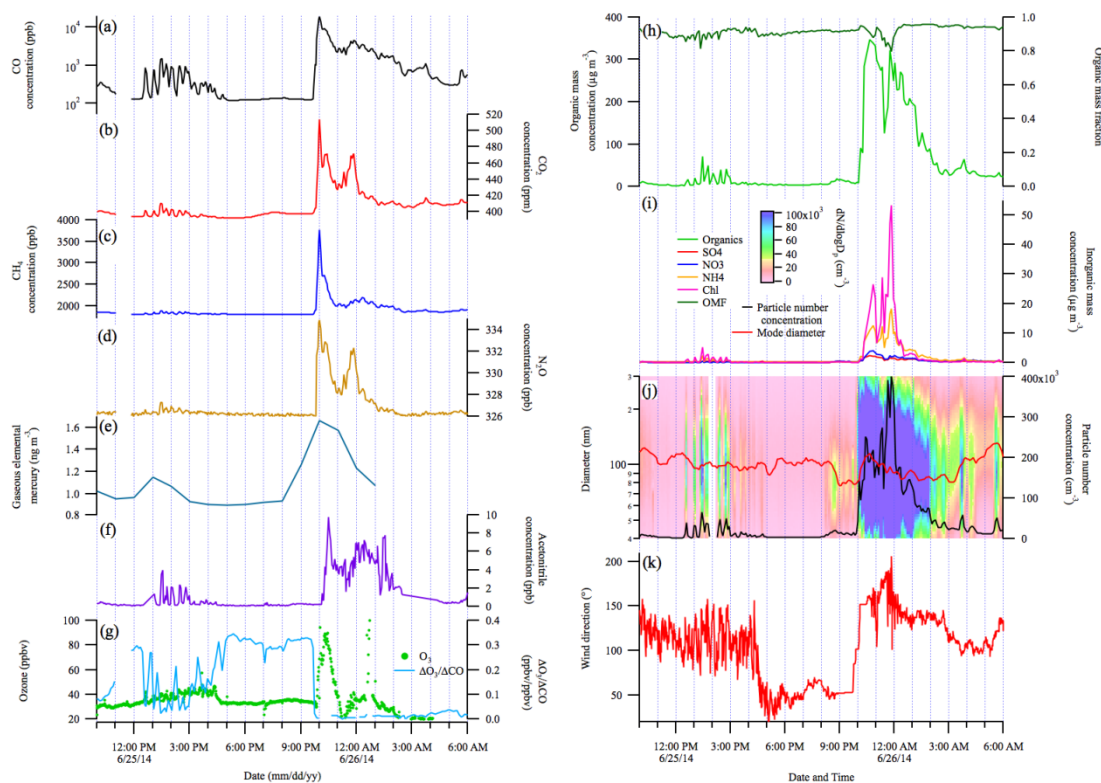 (a)
CO
concentration (ppb)
10⁴
10³
10²
(b)
CO₂
concentration (ppm)
520
500
480
460
440
420
400
(c)
CH₄
concentration (ppb)
4000
3500
3000
2500
2000
(d)
N₂O
concentration (ppb)
334
332
330
328
326
(e)
Gaseous elemental
mercury (ng m⁻³)
1.6
1.4
1.2
1.0
0.8
(f)
Acetonitrile
concentration (ppb)
10
8
6
4
2
0
(g)
Ozone (ppbv)
100
80
60
40
20
O₃
ΔO₃/ΔCO
ΔO₃/ΔCO
(ppbv/ppbv)
0.4
0.3
0.2
0.1
0.0
12:00 PM
6/25/14
3:00 PM
6:00 PM
9:00 PM
12:00 AM
6/26/14
3:00 AM
6:00 AM
Date (mm/dd/yy)
(h)
Organic mass
concentration (µg m⁻³)
400
300
200
100
0
Organic mass fraction
1.0
0.8
0.6
0.4
0.2
0.0
(i)
Organics
SO4
NO3
NH4
Chl
OMF
100x10³
80
60
40
20
0
dN/dlogDₚ (cm⁻³)
Particle number
concentration
Mode diameter
Inorganic mass
concentration (µg m⁻³)
50
40
30
20
10
0
(j)
Diameter (nm)
3
2
100
9
8
7
6
5
4
Particle number
concentration (cm⁻³)
400x10³
300
200
100
0
(k)
Wind direction (°)
200
150
100
50
12:00 PM
6/25/14
3:00 PM
6:00 PM
9:00 PM
12:00 AM
6/26/14
3:00 AM
6:00 AM
Date and Time